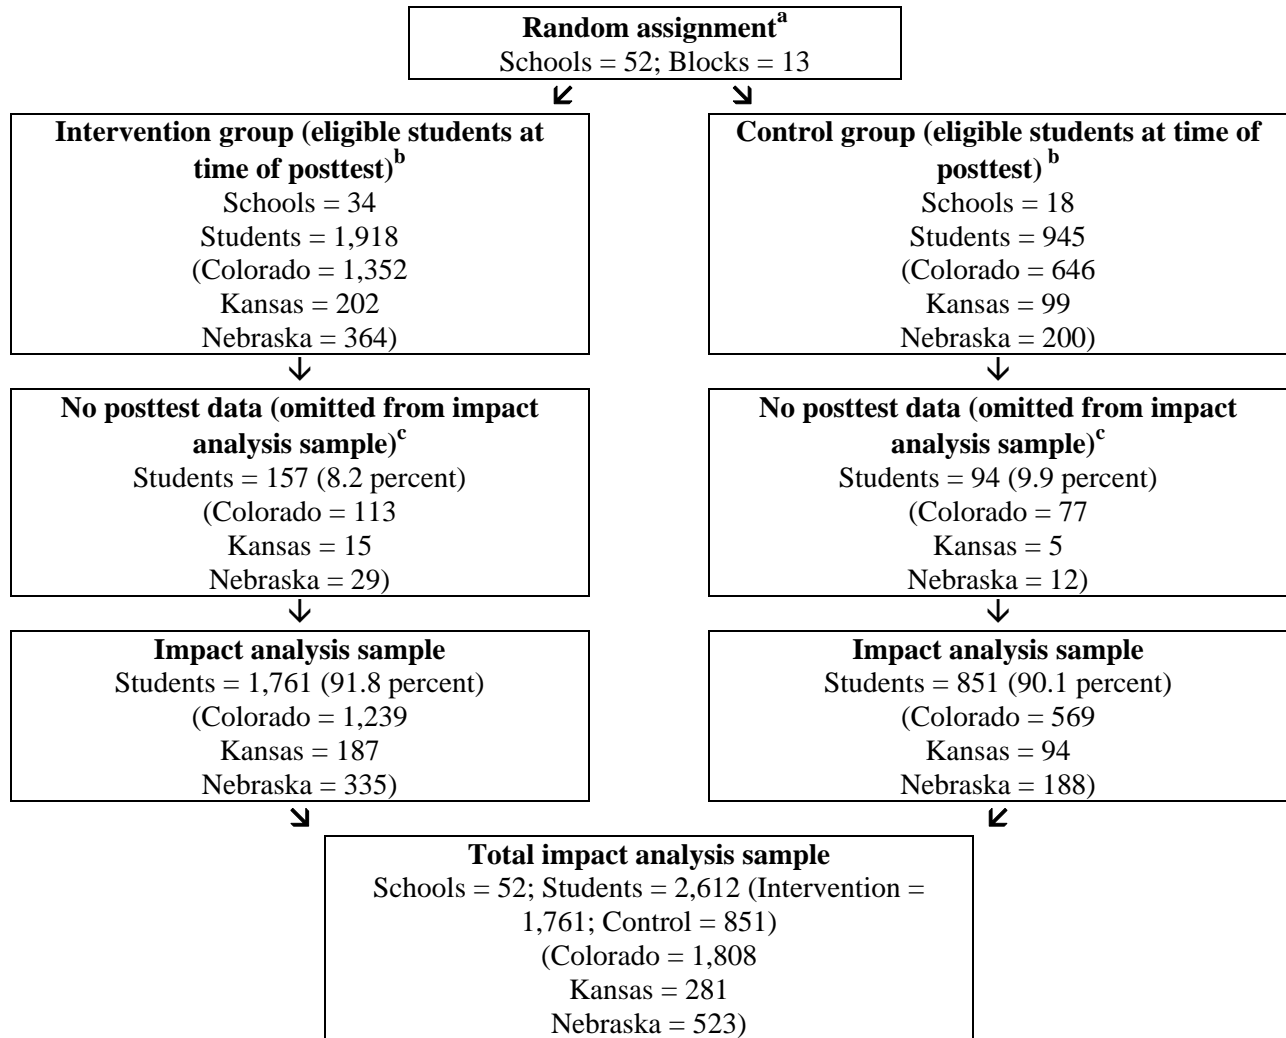 Random assignmentᵃ
Schools = 52; Blocks = 13
Intervention group (eligible students at
time of posttest)ᵇ
Schools = 34
Students = 1,918
(Colorado = 1,352
Kansas = 202
Nebraska = 364)
Control group (eligible students at time of
posttest) ᵇ
Schools = 18
Students = 945
(Colorado = 646
Kansas = 99
Nebraska = 200)
No posttest data (omitted from impact
analysis sample)ᶜ
Students = 157 (8.2 percent)
(Colorado = 113
Kansas = 15
Nebraska = 29)
No posttest data (omitted from impact
analysis sample)ᶜ
Students = 94 (9.9 percent)
(Colorado = 77
Kansas = 5
Nebraska = 12)
Impact analysis sample
Students = 1,761 (91.8 percent)
(Colorado = 1,239
Kansas = 187
Nebraska = 335)
Impact analysis sample
Students = 851 (90.1 percent)
(Colorado = 569
Kansas = 94
Nebraska = 188)
Total impact analysis sample
Schools = 52; Students = 2,612 (Intervention =
1,761; Control = 851)
(Colorado = 1,808
Kansas = 281
Nebraska = 523)